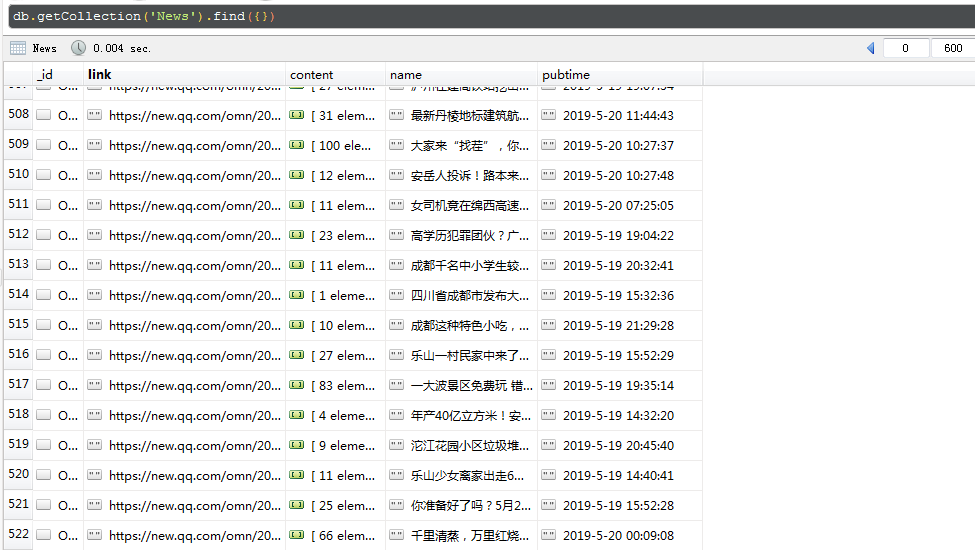 db.getCollection('News').find({})
News 0.004 sec. 0 600
_id link content name pubtime
508 O... https://new.qq.com/omn/20... [ 31 elem... 最新丹棱地标建筑航... 2019-5-20 11:44:43
509 O... https://new.qq.com/omn/20... [ 100 ele... 大家来“找茬”，你... 2019-5-20 10:27:37
510 O... https://new.qq.com/omn/20... [ 12 elem... 安岳人投诉！路本来... 2019-5-20 10:27:48
511 O... https://new.qq.com/omn/20... [ 11 elem... 女司机竟在绵西高速... 2019-5-20 07:25:05
512 O... https://new.qq.com/omn/20... [ 23 elem... 高学历犯罪团伙？广... 2019-5-19 19:04:22
513 O... https://new.qq.com/omn/20... [ 11 elem... 成都千名中小学生较... 2019-5-19 20:32:41
514 O... https://new.qq.com/omn/20... [ 1 eleme... 四川省成都市发布大... 2019-5-19 15:32:36
515 O... https://new.qq.com/omn/20... [ 10 elem... 成都这种特色小吃，... 2019-5-19 21:29:28
516 O... https://new.qq.com/omn/20... [ 27 elem... 乐山一村民家中来了... 2019-5-19 15:52:29
517 O... https://new.qq.com/omn/20... [ 83 elem... 一大波景区免费玩 错... 2019-5-19 19:35:14
518 O... https://new.qq.com/omn/20... [ 4 eleme... 年产40亿立方米！安... 2019-5-19 14:32:20
519 O... https://new.qq.com/omn/20... [ 9 eleme... 沱江花园小区垃圾堆... 2019-5-19 20:45:40
520 O... https://new.qq.com/omn/20... [ 11 elem... 乐山少女离家出走6... 2019-5-19 14:40:41
521 O... https://new.qq.com/omn/20... [ 25 elem... 你准备好了吗？5月2... 2019-5-19 15:52:28
522 O... https://new.qq.com/omn/20... [ 66 elem... 千里清蒸，万里红烧... 2019-5-20 00:09:08